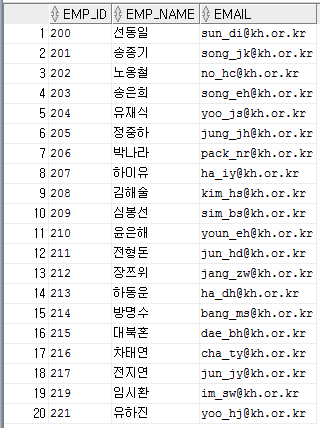 EMP_ID EMP_NAME EMAIL
1 200 선동일 sun_di@kh.or.kr
2 201 송종기 song_jk@kh.or.kr
3 202 노옹철 no_hc@kh.or.kr
4 203 송은희 song_eh@kh.or.kr
5 204 유재식 yoo_js@kh.or.kr
6 205 정중하 jung_jh@kh.or.kr
7 206 박나라 pack_nr@kh.or.kr
8 207 하이유 ha_iy@kh.or.kr
9 208 김해술 kim_hs@kh.or.kr
10 209 심봉선 sim_bs@kh.or.kr
11 210 윤은해 youn_eh@kh.or.kr
12 211 전형돈 jun_hd@kh.or.kr
13 212 장쯔위 jang_zw@kh.or.kr
14 213 하동운 ha_dh@kh.or.kr
15 214 방명수 bang_ms@kh.or.kr
16 215 대북혼 dae_bh@kh.or.kr
17 216 차태연 cha_ty@kh.or.kr
18 217 전지연 jun_jy@kh.or.kr
19 219 임시환 im_sw@kh.or.kr
20 221 유하진 yoo_hj@kh.or.kr